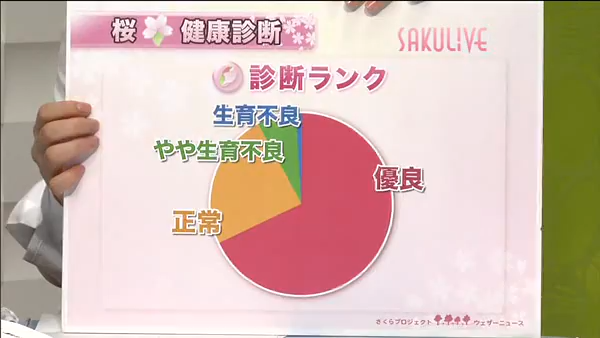 桜 健康診断
SAKULIVE
診断ランク
生育不良
やや生育不良
優良
正常
さくらプロジェクト ウェザーニュース